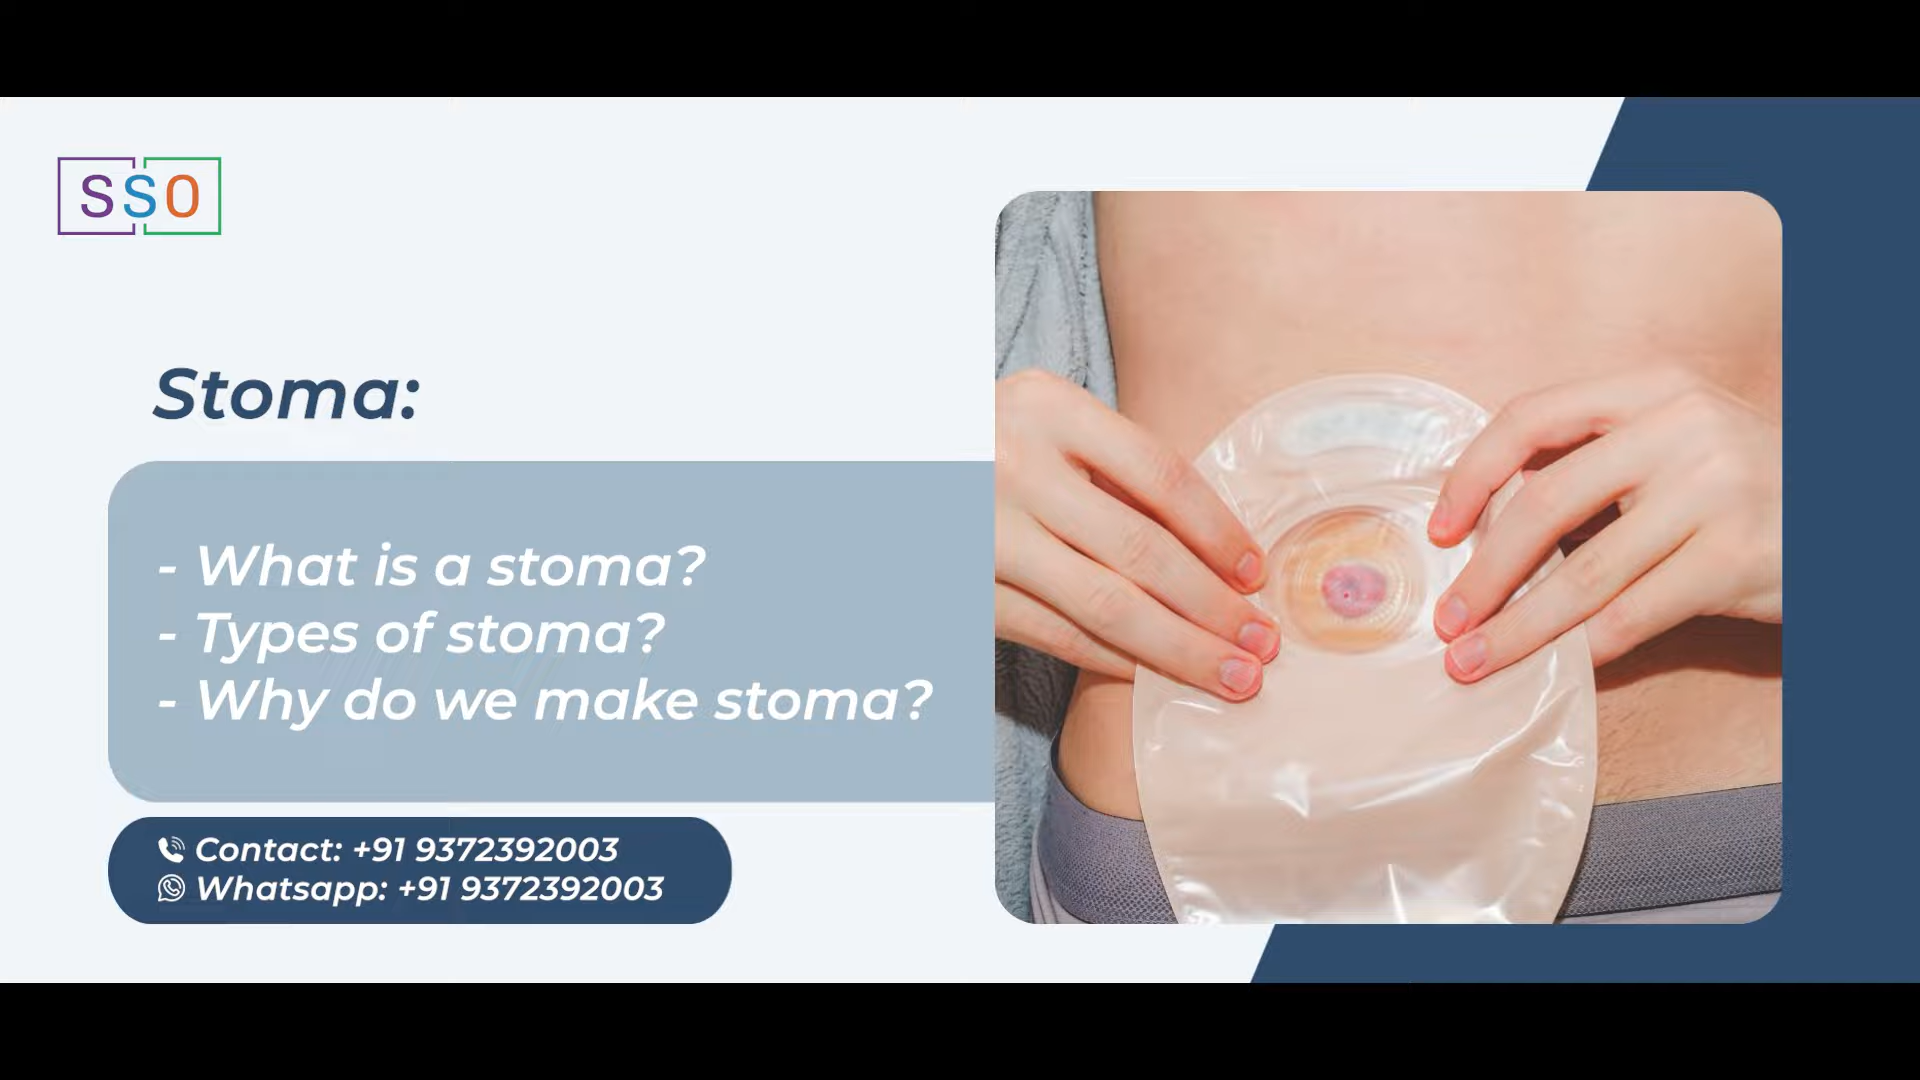 SSO
Stoma:
- What is a stoma?
- Types of stoma?
- Why do we make stoma?
Contact: +91 9372392003
Whatsapp: +91 9372392003